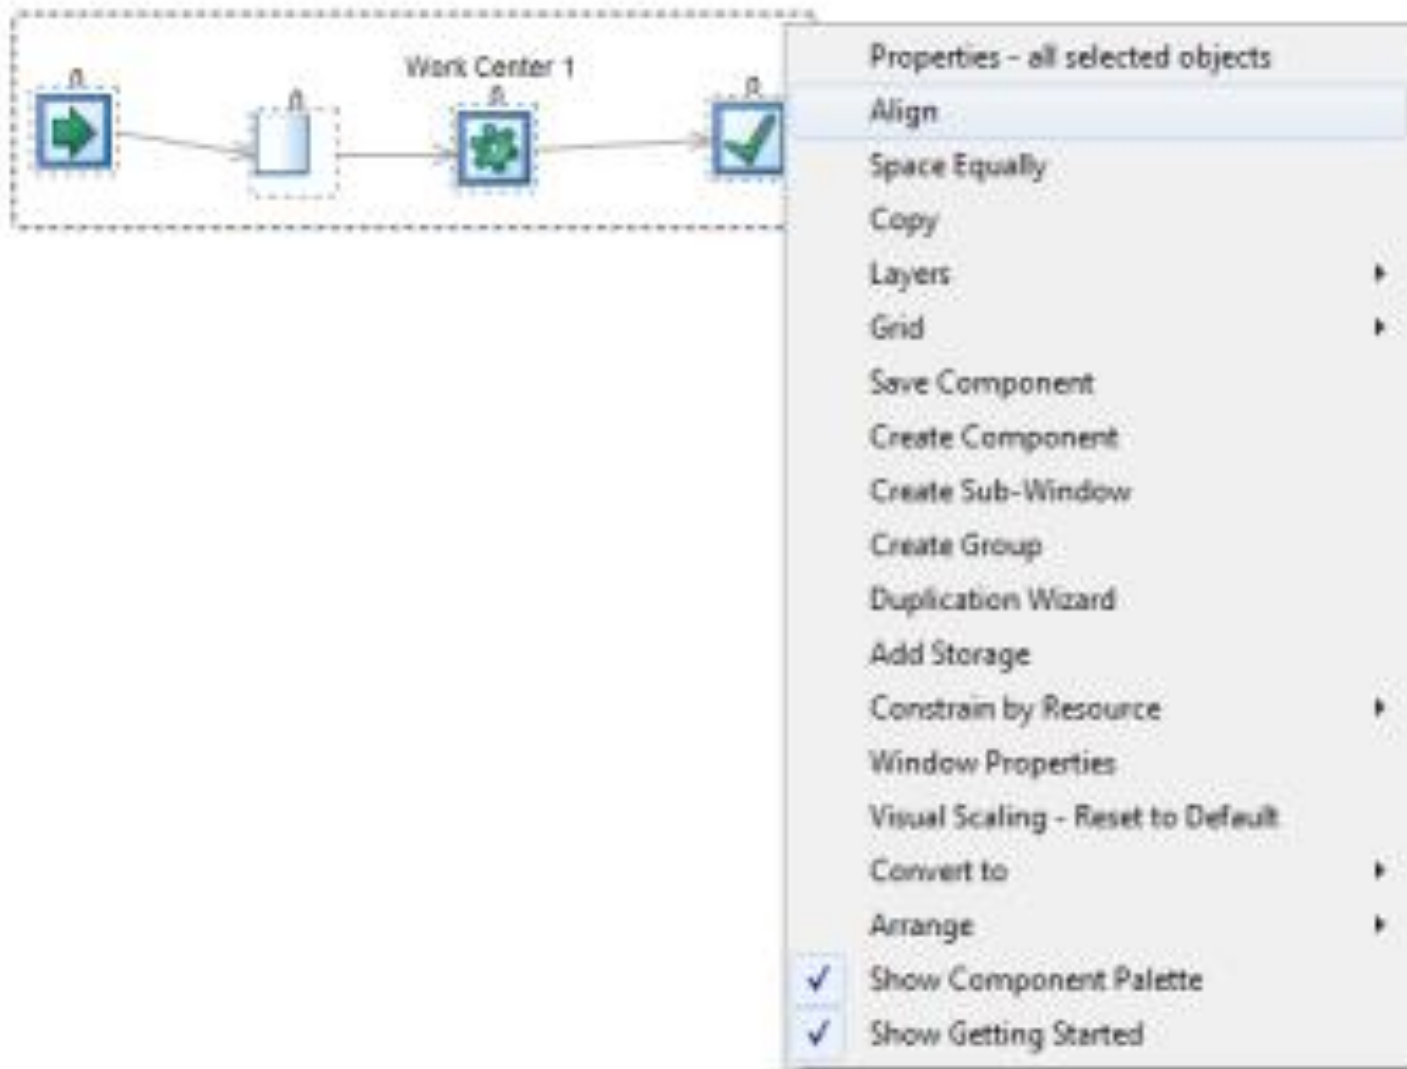 Work Center 1
Properties - all selected objects
Align
Space Equally
Copy
Layers
Grid
Save Component
Create Component
Create Sub-Window
Create Group
Duplication Wizard
Add Storage
Constrain by Resource
Window Properties
Visual Scaling - Reset to Default
Convert to
Arrange
Show Component Palette
Show Getting Started